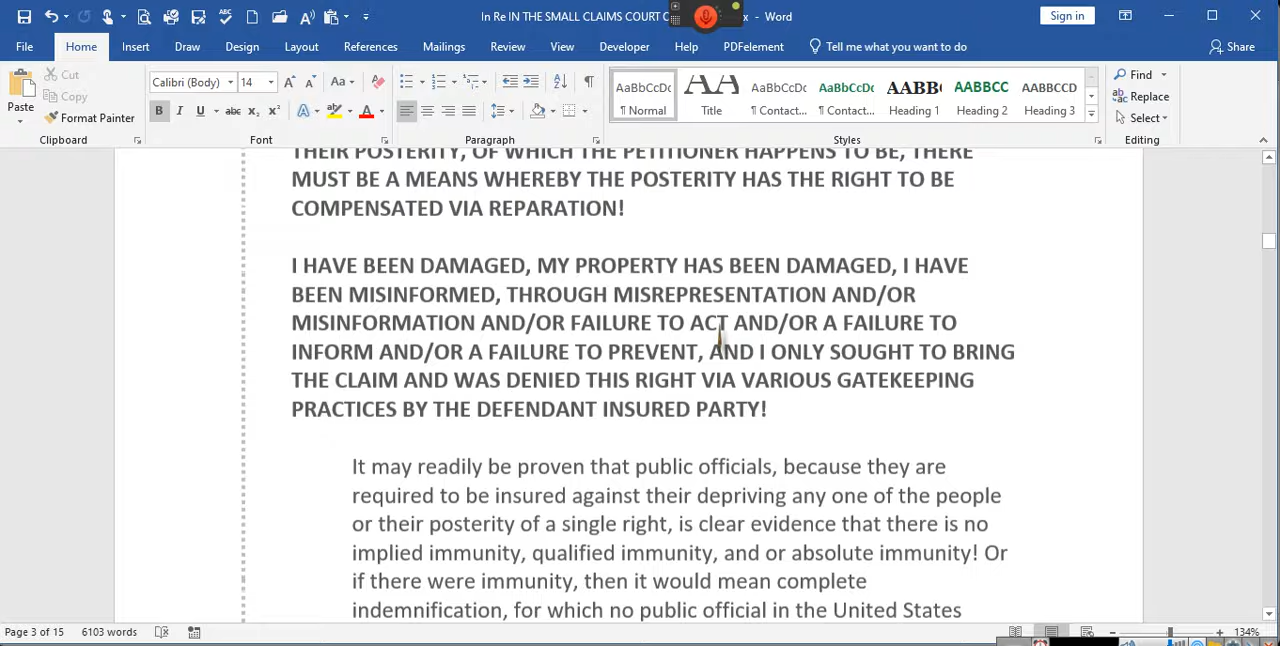 In Re IN THE SMALL CLAIMS COURT x - Word
Sign in
File Home Insert Draw Design Layout References Mailings Review View Developer Help PDFelement Tell me what you want to do Share
Paste
Cut
Copy
Format Painter
Clipboard
Calibri (Body) 14
Font
Paragraph
AaBbCcDc AA AaBbCcDc AaBbCcDc AABB( AABBCC AABBCCD
¶ Normal Title ¶ Contact... ¶ Contact... Heading 1 Heading 2 Heading 3
Styles
Find
Replace
Select
Editing
THEIR POSTERITY, OF WHICH THE PETITIONER HAPPENS TO BE, THERE
MUST BE A MEANS WHEREBY THE POSTERITY HAS THE RIGHT TO BE
COMPENSATED VIA REPARATION!
I HAVE BEEN DAMAGED, MY PROPERTY HAS BEEN DAMAGED, I HAVE
BEEN MISINFORMED, THROUGH MISREPRESENTATION AND/OR
MISINFORMATION AND/OR FAILURE TO ACT AND/OR A FAILURE TO
INFORM AND/OR A FAILURE TO PREVENT, AND I ONLY SOUGHT TO BRING
THE CLAIM AND WAS DENIED THIS RIGHT VIA VARIOUS GATEKEEPING
PRACTICES BY THE DEFENDANT INSURED PARTY!
It may readily be proven that public officials, because they are
required to be insured against their depriving any one of the people
or their posterity of a single right, is clear evidence that there is no
implied immunity, qualified immunity, and or absolute immunity! Or
if there were immunity, then it would mean complete
indemnification, for which no public official in the United States
Page 3 of 15 6103 words 134%